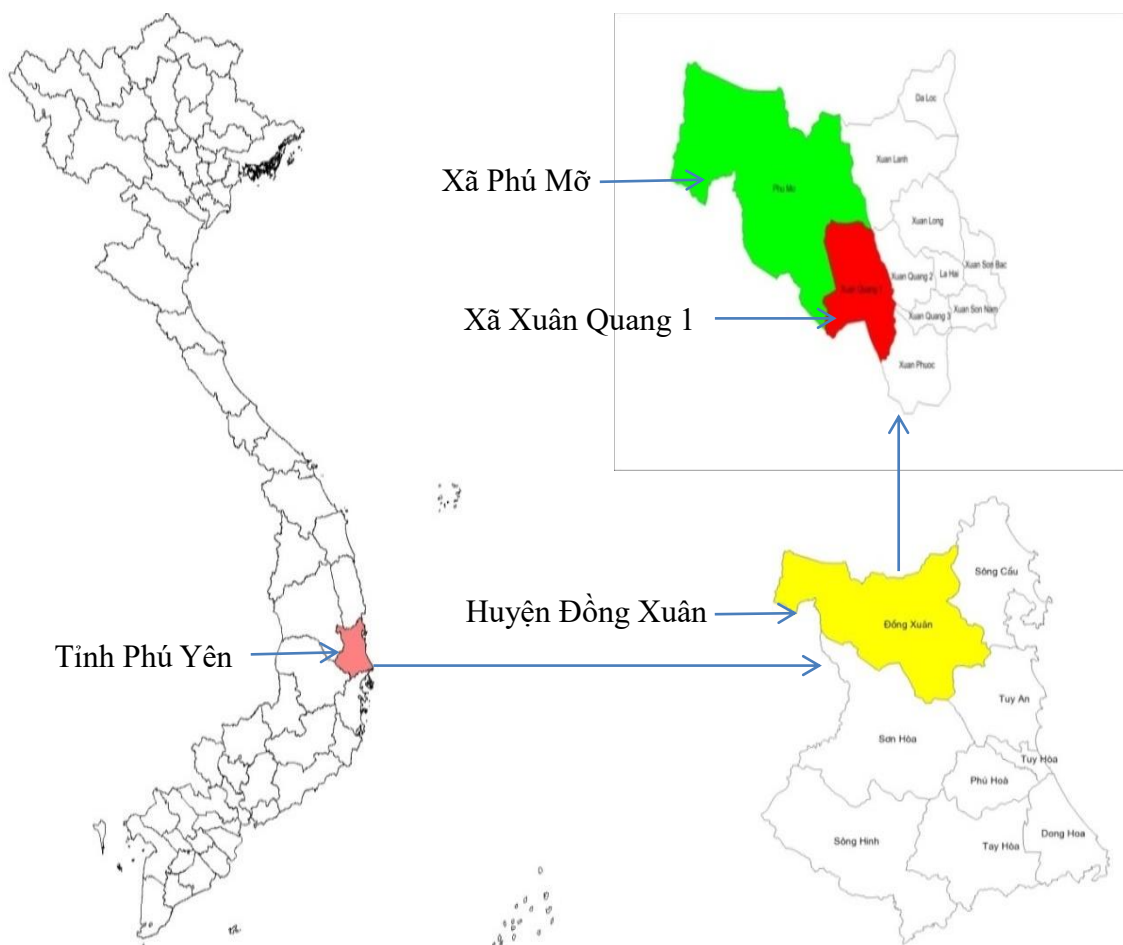 Da Loc
Xuan Lanh
Xã Phú Mỡ
Phu Mo
Xuan Long
Xuan Son Bac
Xuan Quang 2
La Hai
Xuan Quang 1
Xã Xuân Quang 1
Xuan Quang 3
Xuan Son Nam
Xuan Phuoc
Sông Cầu
Huyện Đồng Xuân
Đồng Xuân
Tỉnh Phú Yên
Tuy An
Sơn Hòa
Tuy Hòa
Phú Hoà
Sông Hinh
Tay Hòa
Dong Hoa